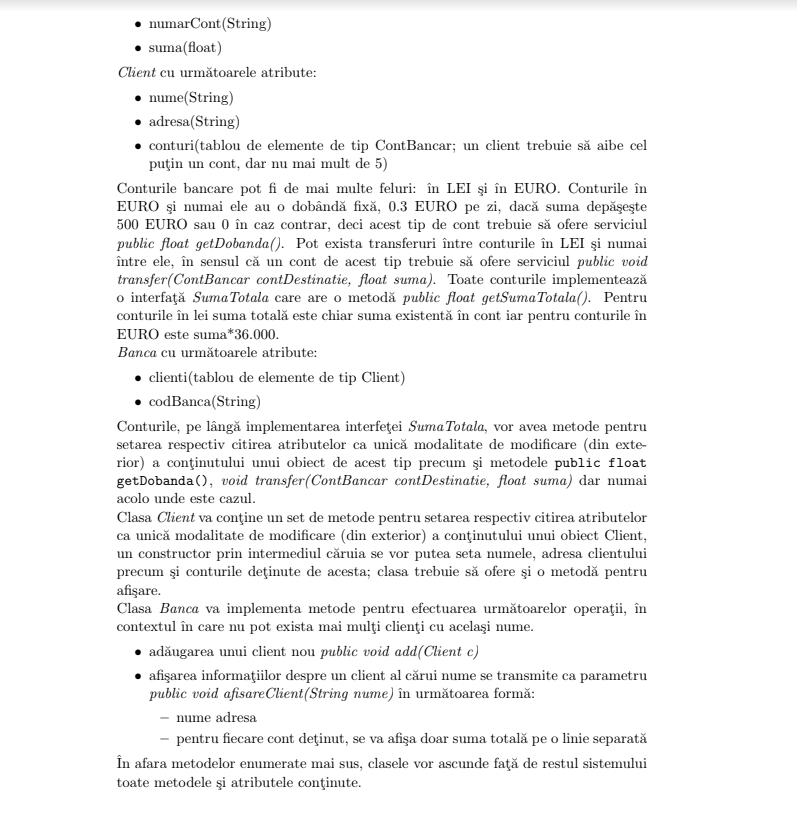 • numarCont(String)
• suma(float)
Client cu următoarele atribute:
• nume(String)
• adresa(String)
• conturi(tablou de elemente de tip ContBancar; un client trebuie să aibe cel
puţin un cont, dar nu mai mult de 5)
Conturile bancare pot fi de mai multe feluri: în LEI şi în EURO. Conturile în
EURO şi numai ele au o dobândă fixă, 0.3 EURO pe zi, dacă suma depăşeşte
500 EURO sau 0 în caz contrar, deci acest tip de cont trebuie să ofere serviciul
public float getDobanda(). Pot exista transferuri între conturile în LEI şi numai
între ele, în sensul că un cont de acest tip trebuie să ofere serviciul public void
transfer(ContBancar contDestinatie, float suma). Toate conturile implementează
o interfaţă SumaTotala care are o metodă public float getSumaTotala(). Pentru
conturile în lei suma totală este chiar suma existentă în cont iar pentru conturile în
EURO este suma*36.000.
Banca cu următoarele atribute:
• clienti(tablou de elemente de tip Client)
• codBanca(String)
Conturile, pe lângă implementarea interfeţei SumaTotala, vor avea metode pentru
setarea respectiv citirea atributelor ca unică modalitate de modificare (din exte-
rior) a conţinutului unui obiect de acest tip precum şi metodele public float
getDobanda(), void transfer(ContBancar contDestinatie, float suma) dar numai
acolo unde este cazul.
Clasa Client va conţine un set de metode pentru setarea respectiv citirea atributelor
ca unică modalitate de modificare (din exterior) a conţinutului unui obiect Client,
un constructor prin intermediul căruia se vor putea seta numele, adresa clientului
precum şi conturile deţinute de acesta; clasa trebuie să ofere şi o metodă pentru
afişare.
Clasa Banca va implementa metode pentru efectuarea următoarelor operaţii, în
contextul în care nu pot exista mai mulţi clienţi cu acelaşi nume.
• adăugarea unui client nou public void add(Client c)
• afişarea informaţiilor despre un client al cărui nume se transmite ca parametru
public void afisareClient(String nume) în următoarea formă:
– nume adresa
– pentru fiecare cont deţinut, se va afişa doar suma totală pe o linie separată
În afara metodelor enumerate mai sus, clasele vor ascunde faţă de restul sistemului
toate metodele şi atributele conţinute.